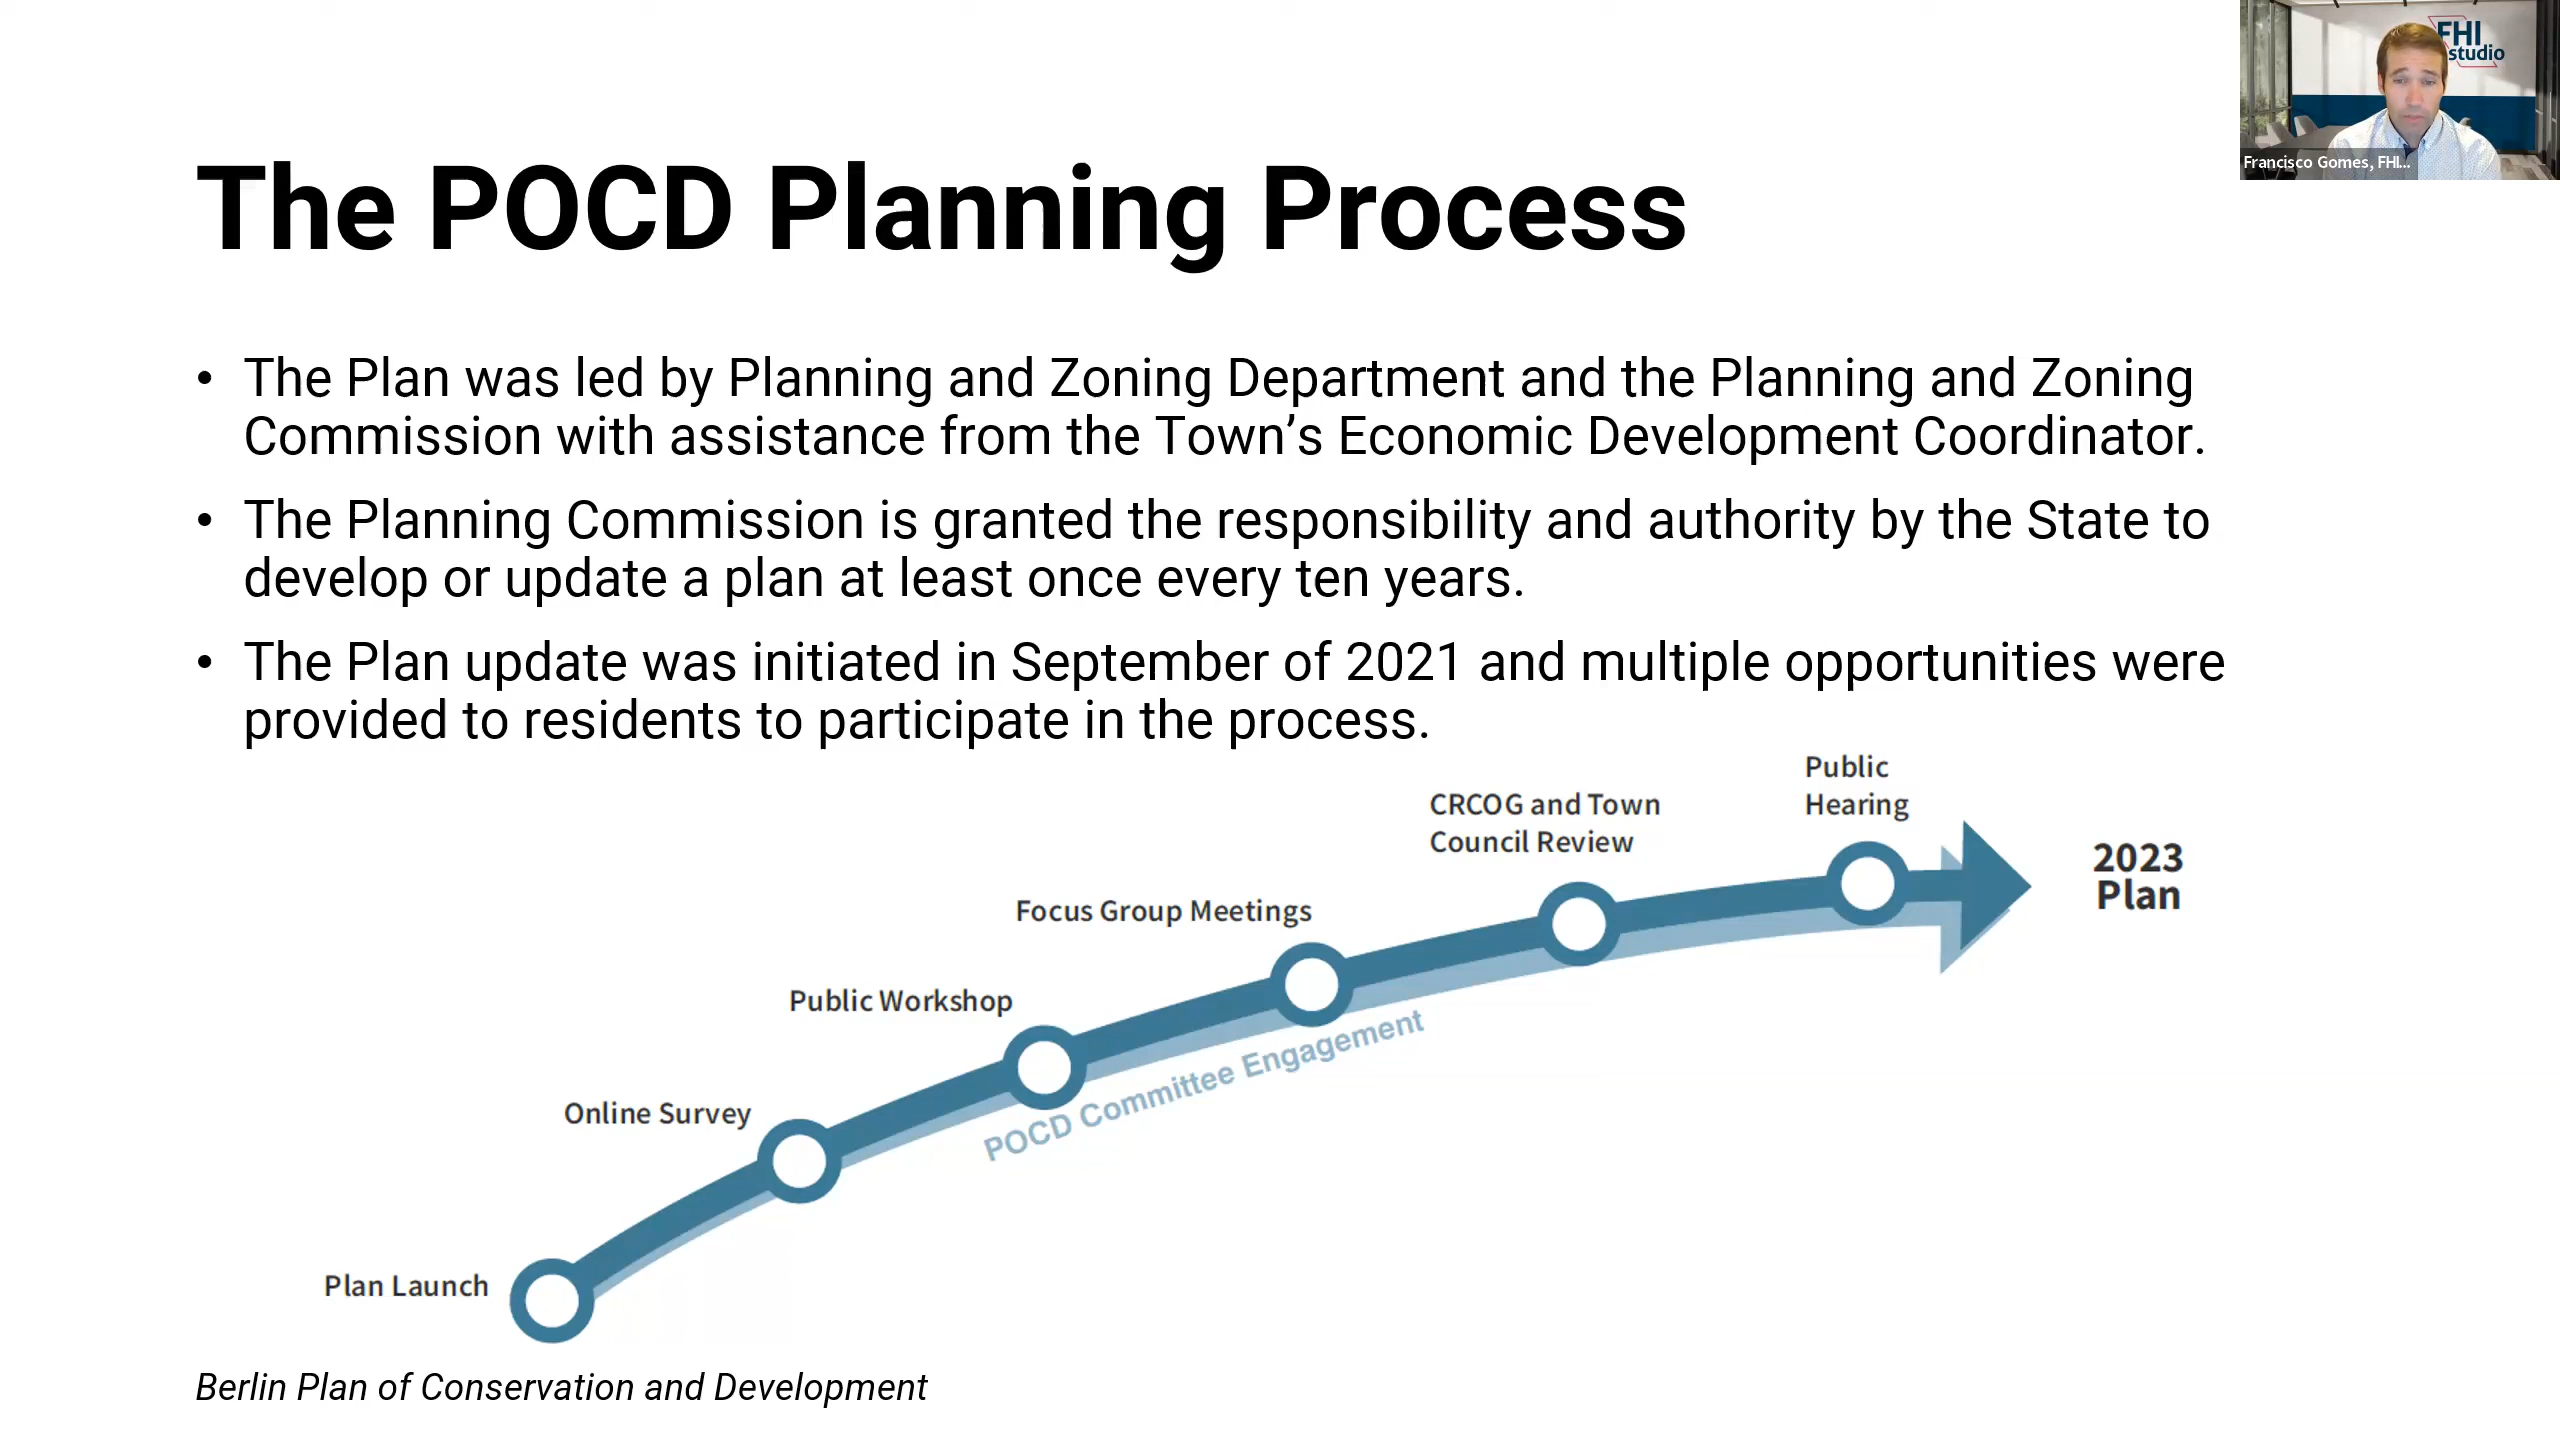 FHI
studio
Francisco Gomes, FHI...
The POCD Planning Process
• The Plan was led by Planning and Zoning Department and the Planning and Zoning
Commission with assistance from the Town’s Economic Development Coordinator.
• The Planning Commission is granted the responsibility and authority by the State to
develop or update a plan at least once every ten years.
• The Plan update was initiated in September of 2021 and multiple opportunities were
provided to residents to participate in the process.
Public
Hearing
CRCOG and Town
Council Review
2023
Plan
Focus Group Meetings
Public Workshop
POCD Committee Engagement
Online Survey
Plan Launch
Berlin Plan of Conservation and Development